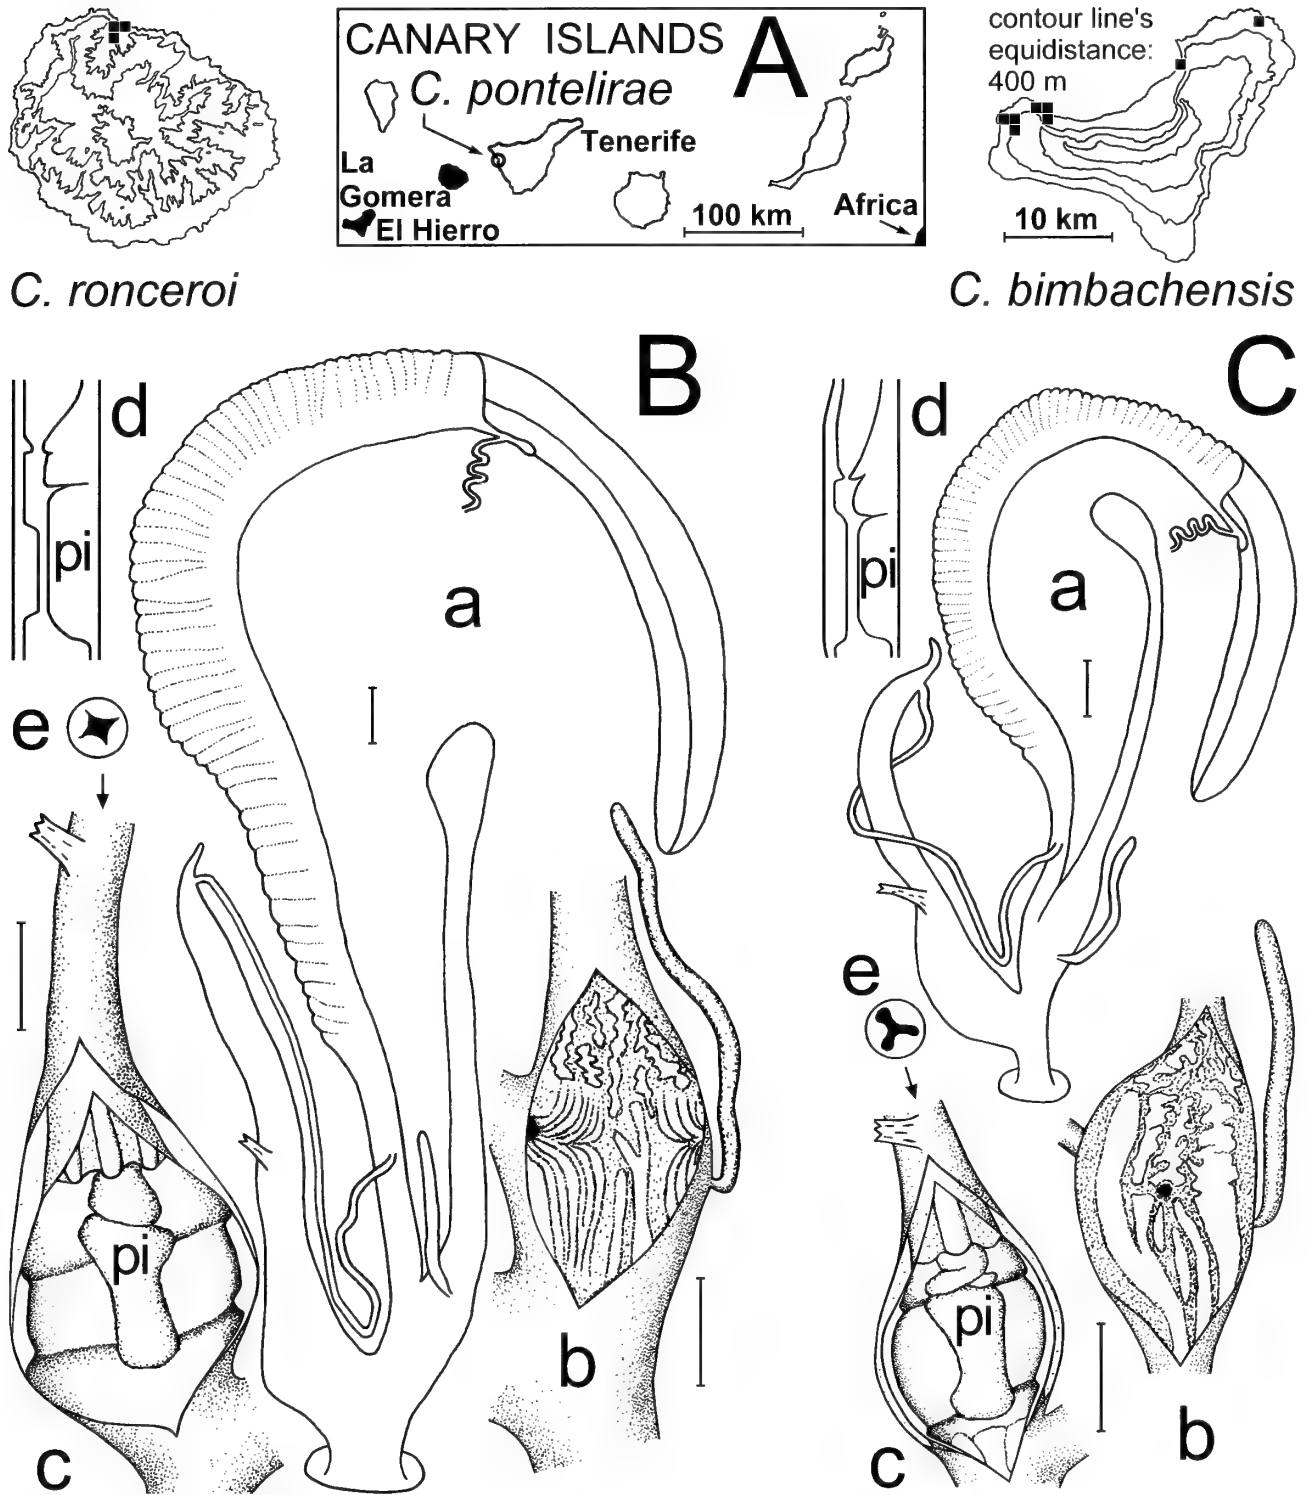 CANARY ISLANDS
A
C. pontelirae
Tenerife
La
Gomera
El Hierro
100 km
Africa
contour line's
equidistance:
400 m
10 km
C. ronceroi
C. bimbachensis
B
d
pi
a
e
pi
c
b
C
d
pi
a
e
pi
c
b